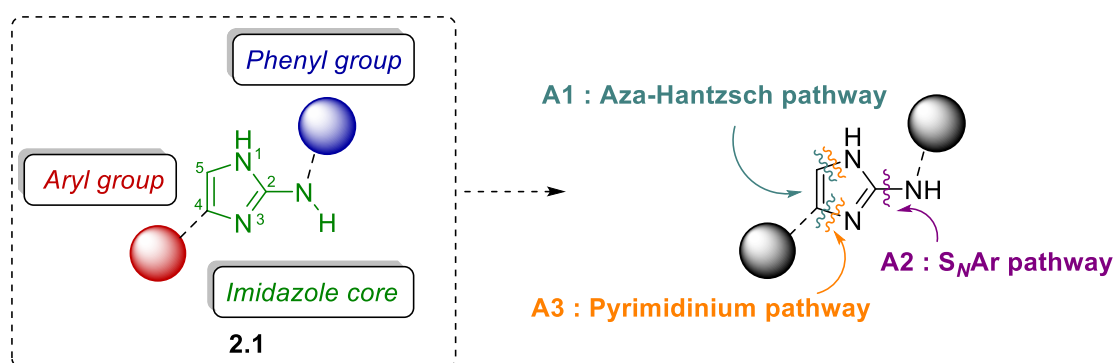 Phenyl group
A1 : Aza-Hantzsch pathway
H
N
1
5
Aryl group
2
N
H
4
N
3
Imidazole core
2.1
H
N
NH
N
A2 : SNAr pathway
A3 : Pyrimidinium pathway